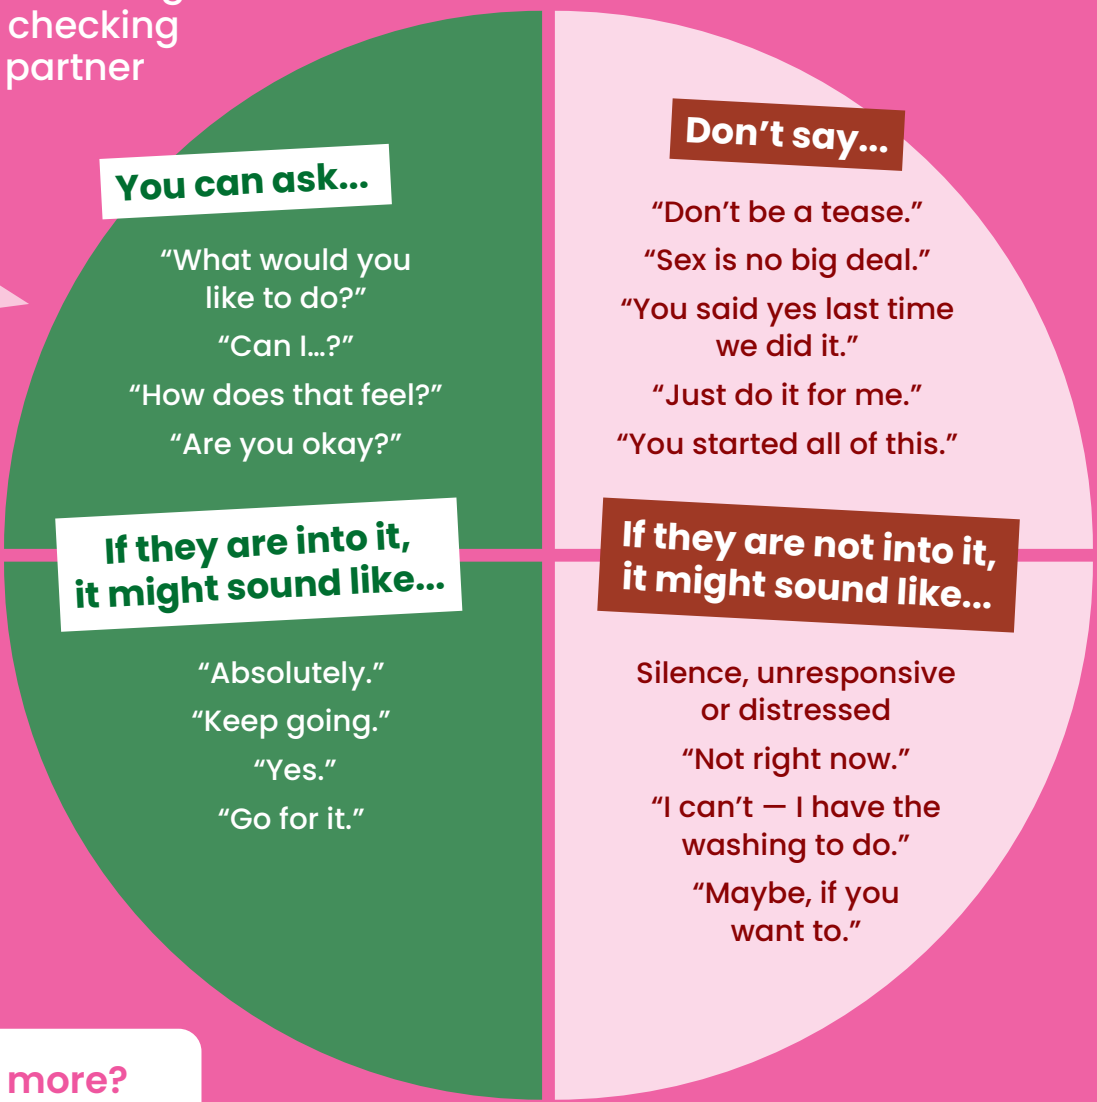 checking
partner
You can ask...
“What would you
like to do?”
“Can I...?”
“How does that feel?”
“Are you okay?”
Don’t say...
“Don’t be a tease.”
“Sex is no big deal.”
“You said yes last time
we did it.”
“Just do it for me.”
“You started all of this.”
If they are into it,
it might sound like...
“Absolutely.”
“Keep going.”
“Yes.”
“Go for it.”
If they are not into it,
it might sound like...
Silence, unresponsive
or distressed
“Not right now.”
“I can’t — I have the
washing to do.”
“Maybe, if you
want to.”
more?